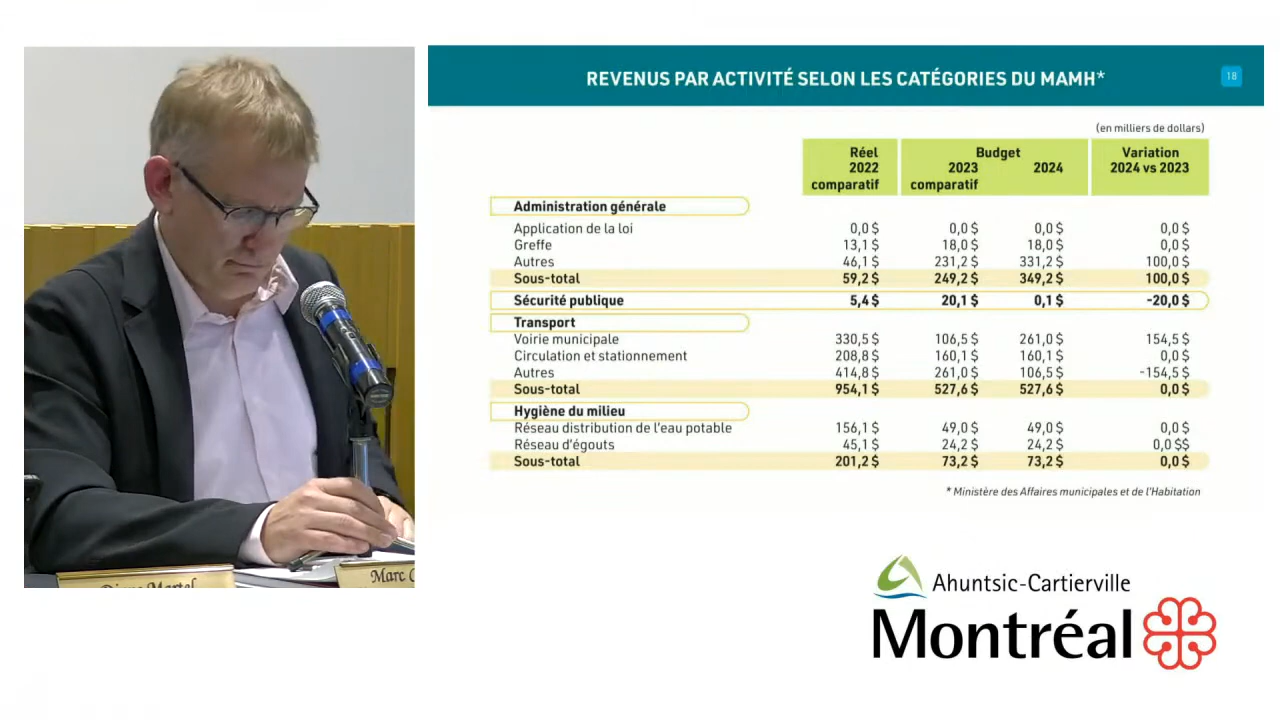 REVENUS PAR ACTIVITÉ SELON LES CATÉGORIES DU MAMH*
18
(en milliers de dollars)
Réel Budget Variation
2022 2023 2024 2024 vs 2023
comparatif comparatif
Administration générale
Application de la loi 0,0 $ 0,0 $ 0,0 $ 0,0 $
Greffe 13,1 $ 18,0 $ 18,0 $ 0,0 $
Autres 46,1 $ 231,2 $ 331,2 $ 100,0 $
Sous-total 59,2 $ 249,2 $ 349,2 $ 100,0 $
Sécurité publique 5,4 $ 20,1 $ 0,1 $ -20,0 $
Transport
Voirie municipale 330,5 $ 106,5 $ 261,0 $ 154,5 $
Circulation et stationnement 208,8 $ 160,1 $ 160,1 $ 0,0 $
Autres 414,8 $ 261,0 $ 106,5 $ -154,5 $
Sous-total 954,1 $ 527,6 $ 527,6 $ 0,0 $
Hygiène du milieu
Réseau distribution de l'eau potable 156,1 $ 49,0 $ 49,0 $ 0,0 $
Réseau d'égouts 45,1 $ 24,2 $ 24,2 $ 0,0 $$
Sous-total 201,2 $ 73,2 $ 73,2 $ 0,0 $
* Ministère des Affaires municipales et de l'Habitation
Marc
Ahuntsic-Cartierville
Montréal